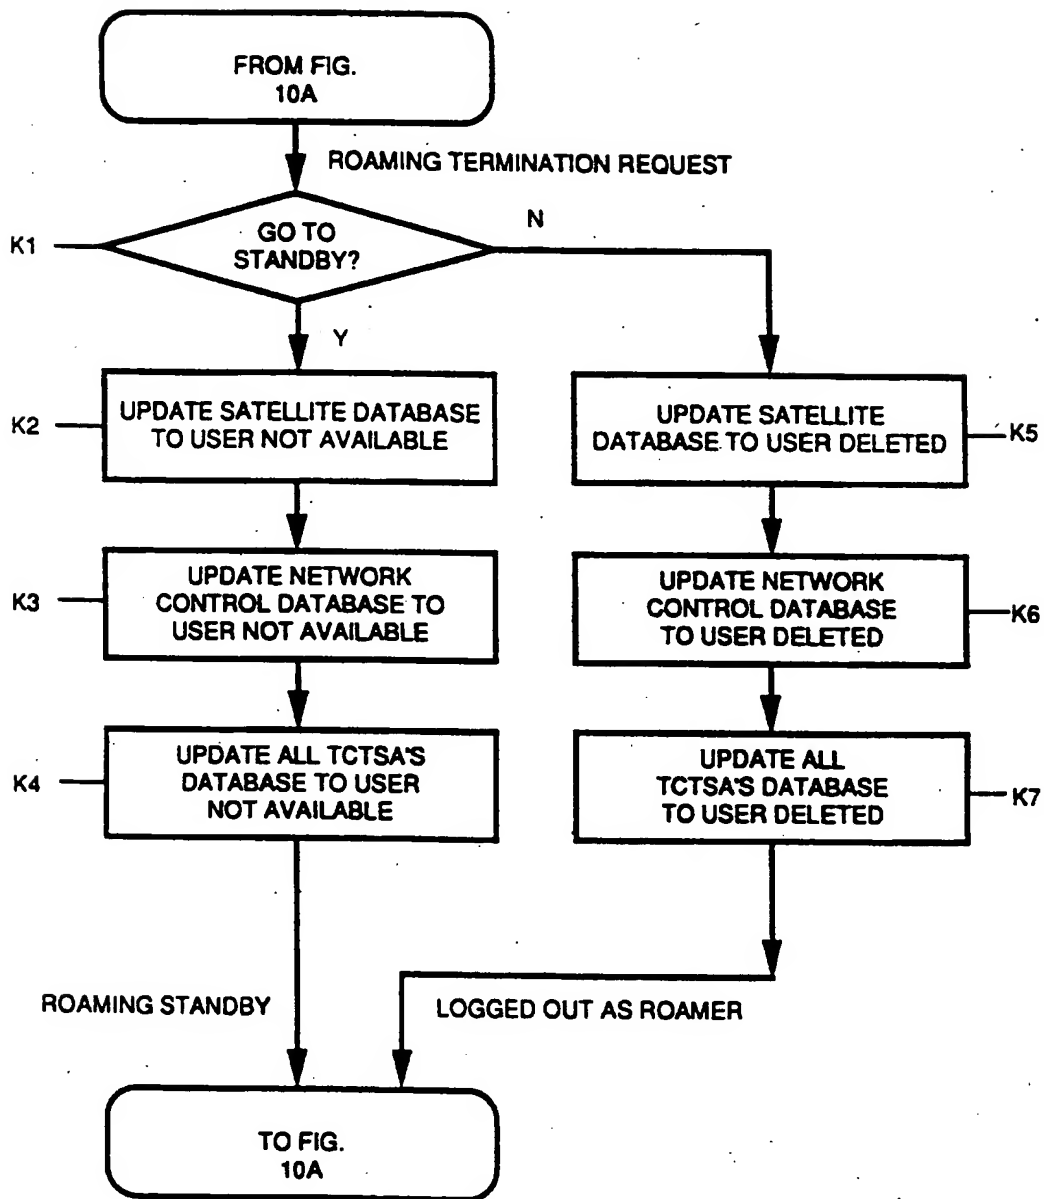 FROM FIG.
10A
ROAMING TERMINATION REQUEST
K1
GO TO
STANDBY?
N
Y
K2
UPDATE SATELLITE DATABASE
TO USER NOT AVAILABLE
UPDATE SATELLITE
DATABASE TO USER DELETED
K5
K3
UPDATE NETWORK
CONTROL DATABASE TO
USER NOT AVAILABLE
UPDATE NETWORK
CONTROL DATABASE
TO USER DELETED
K6
K4
UPDATE ALL TCTSA'S
DATABASE TO USER
NOT AVAILABLE
UPDATE ALL
TCTSA'S DATABASE
TO USER DELETED
K7
ROAMING STANDBY
LOGGED OUT AS ROAMER
TO FIG.
10A